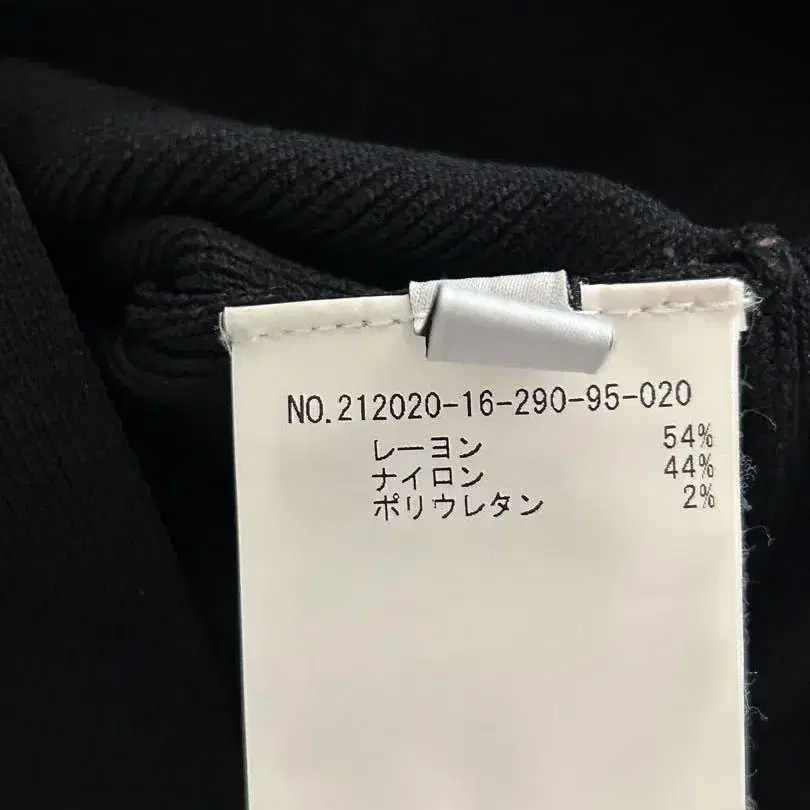 NO.212020-16-290-95-020
レーヨン 54%
ナイロン 44%
ポリウレタン 2%